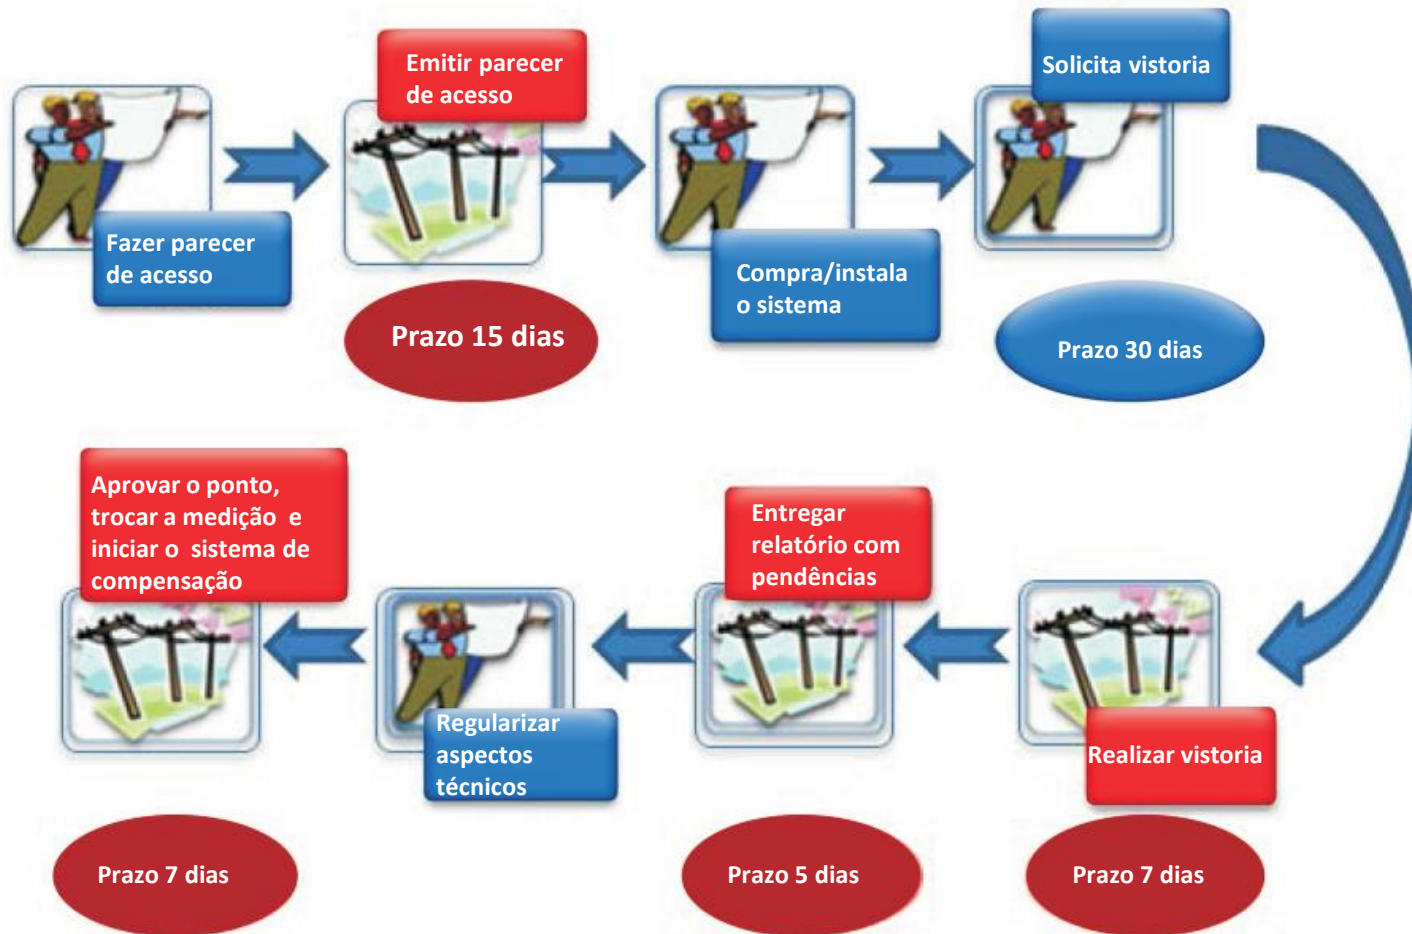 Fazer parecer
de acesso
Emitir parecer
de acesso
Prazo 15 dias
Compra/instala
o sistema
Solicita vistoria
Prazo 30 dias
Realizar vistoria
Prazo 7 dias
Entregar
relatório com
pendências
Prazo 5 dias
Regularizar
aspectos
técnicos
Aprovar o ponto,
trocar a medição e
iniciar o sistema de
compensação
Prazo 7 dias